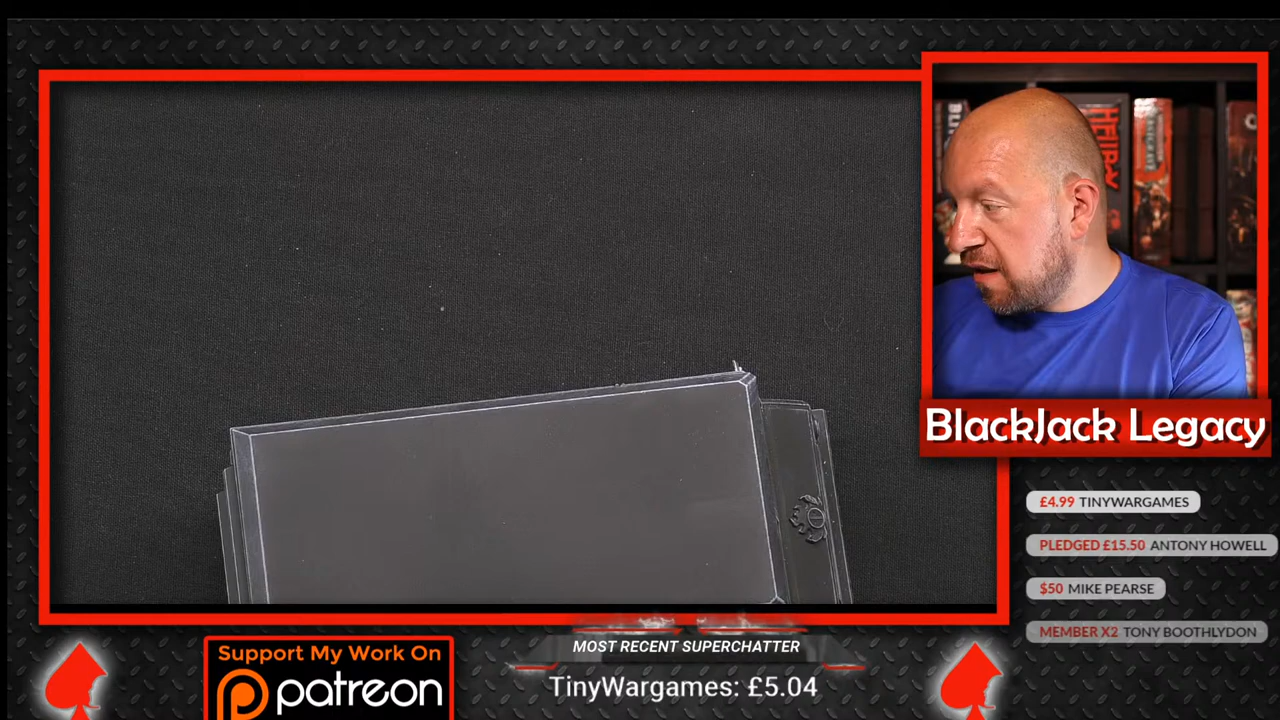 BlackJack Legacy
£4.99 TINYWARGAMES
PLEDGED £15.50 ANTONY HOWELL
$50 MIKE PEARSE
MEMBER X2 TONY BOOTHLYDON
Support My Work On
patreon
MOST RECENT SUPERCHATTER
TinyWargames: £5.04